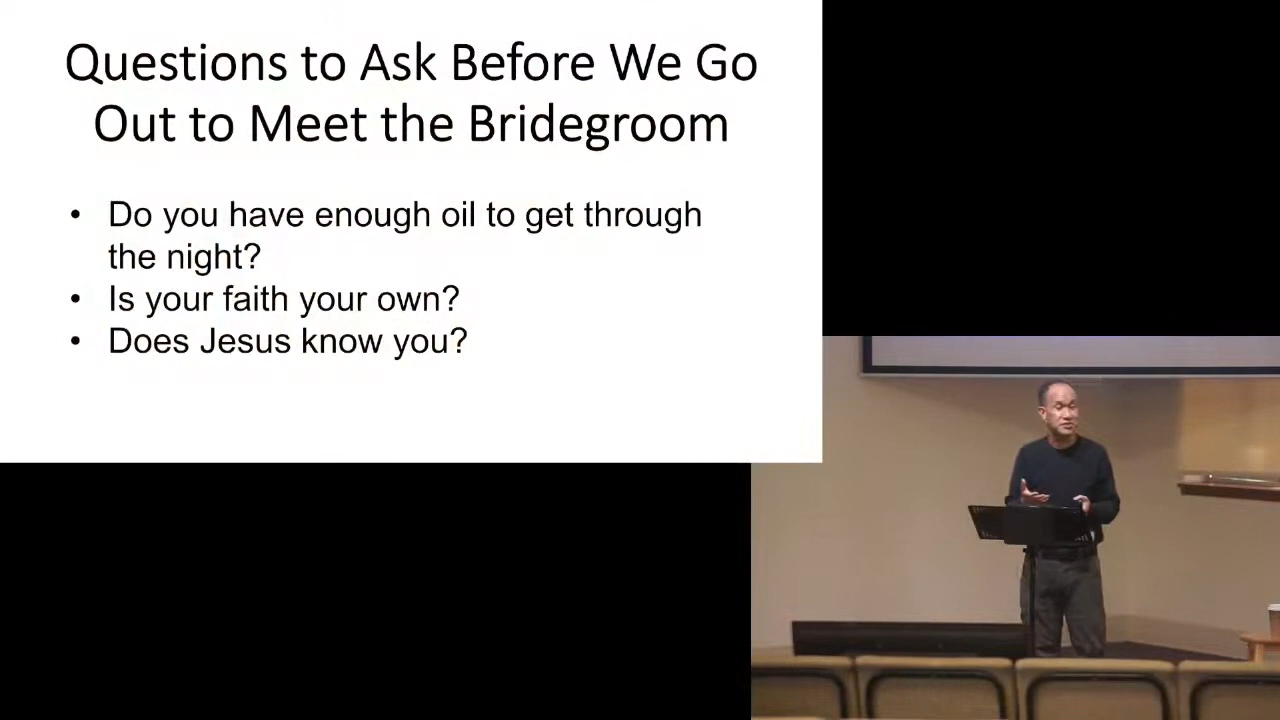 Questions to Ask Before We Go
Out to Meet the Bridegroom
• Do you have enough oil to get through
the night?
• Is your faith your own?
• Does Jesus know you?